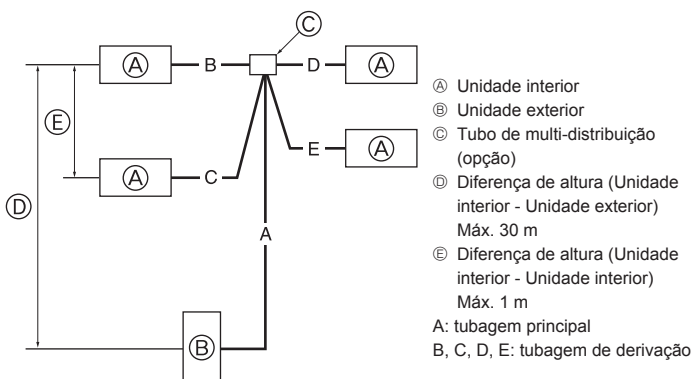 Ⓒ
Ⓐ B D Ⓐ
Ⓔ
E Ⓐ
Ⓐ C
Ⓓ
A
Ⓑ
Ⓐ Unidade interior
Ⓑ Unidade exterior
Ⓒ Tubo de multi-distribuição
(opção)
Ⓓ Diferença de altura (Unidade
interior - Unidade exterior)
Máx. 30 m
Ⓔ Diferença de altura (Unidade
interior - Unidade interior)
Máx. 1 m
A: tubagem principal
B, C, D, E: tubagem de derivação